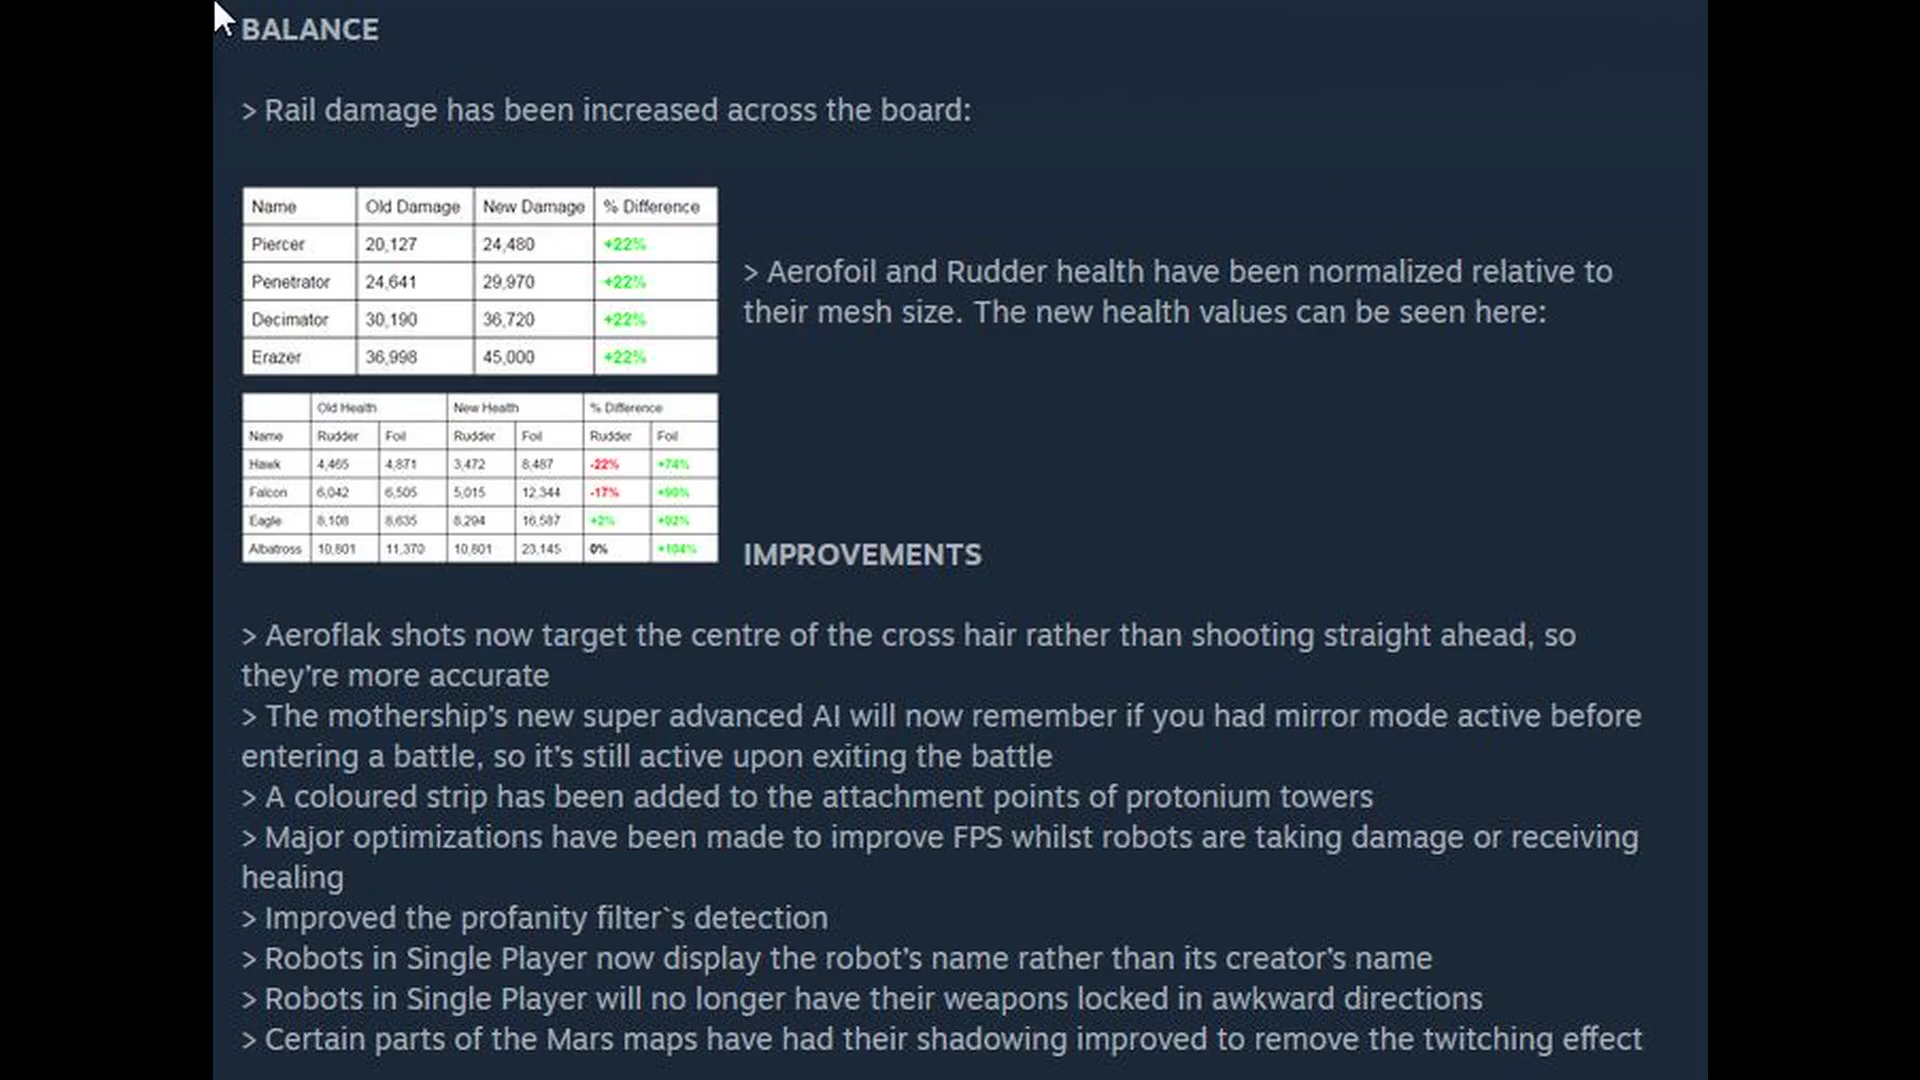 BALANCE
> Rail damage has been increased across the board:
Name Old Damage New Damage % Difference
Piercer 20,127 24,480 +22%
Penetrator 24,641 29,970 +22%
Decimator 30,190 36,720 +22%
Erazer 36,998 45,000 +22%
> Aerofoil and Rudder health have been normalized relative to
their mesh size. The new health values can be seen here:
Old Health New Health % Difference
Name Rudder Foil Rudder Foil Rudder Foil
Hawk 4,465 4,871 3,472 8,487 -22% +74%
Falcon 6,042 6,505 5,015 12,344 -17% +90%
Eagle 8,108 8,635 8,294 16,587 +2% +92%
Albatross 10,801 11,370 10,801 23,145 0% +104%
IMPROVEMENTS
> Aeroflak shots now target the centre of the cross hair rather than shooting straight ahead, so
they're more accurate
> The mothership's new super advanced AI will now remember if you had mirror mode active before
entering a battle, so it's still active upon exiting the battle
> A coloured strip has been added to the attachment points of protonium towers
> Major optimizations have been made to improve FPS whilst robots are taking damage or receiving
healing
> Improved the profanity filter`s detection
> Robots in Single Player now display the robot's name rather than its creator's name
> Robots in Single Player will no longer have their weapons locked in awkward directions
> Certain parts of the Mars maps have had their shadowing improved to remove the twitching effect